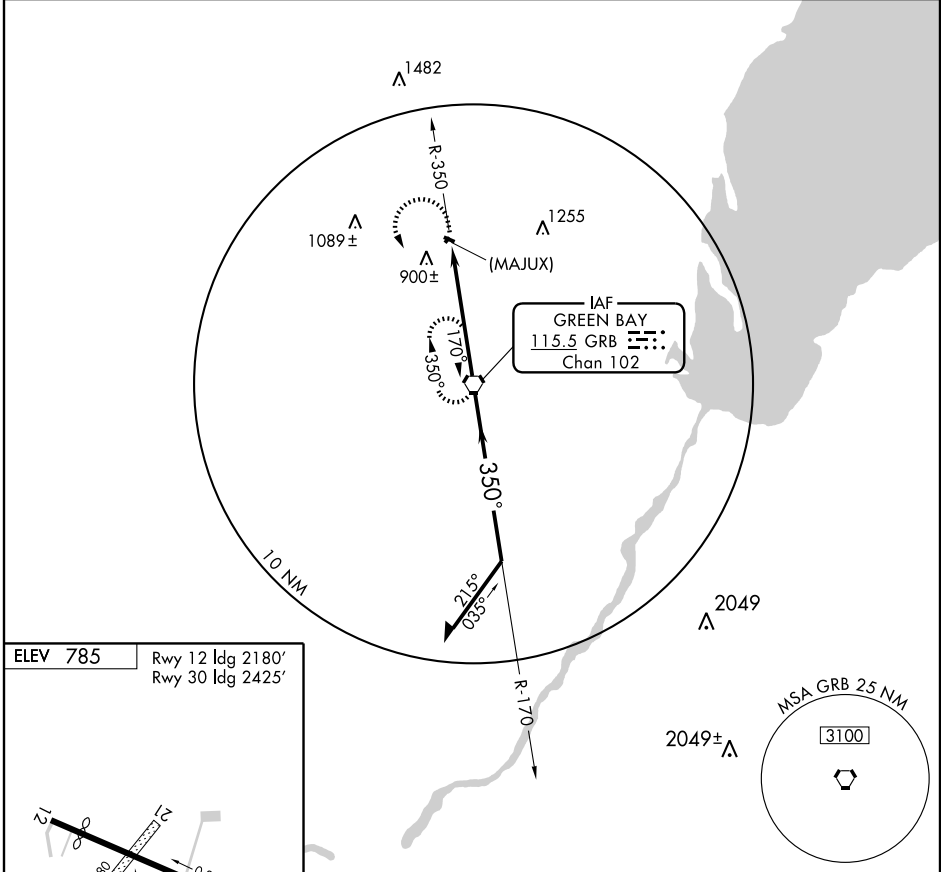 1482
R-350
1089±
1255
900±
(MAJUX)
IAF
GREEN BAY
115.5 GRB
Chan 102
170°
350°
350°
10 NM
215°
035°
2049
R-170
ELEV 785
Rwy 12 ldg 2180'
Rwy 30 ldg 2425'
MSA GRB 25 NM
2049±
3100
12
21